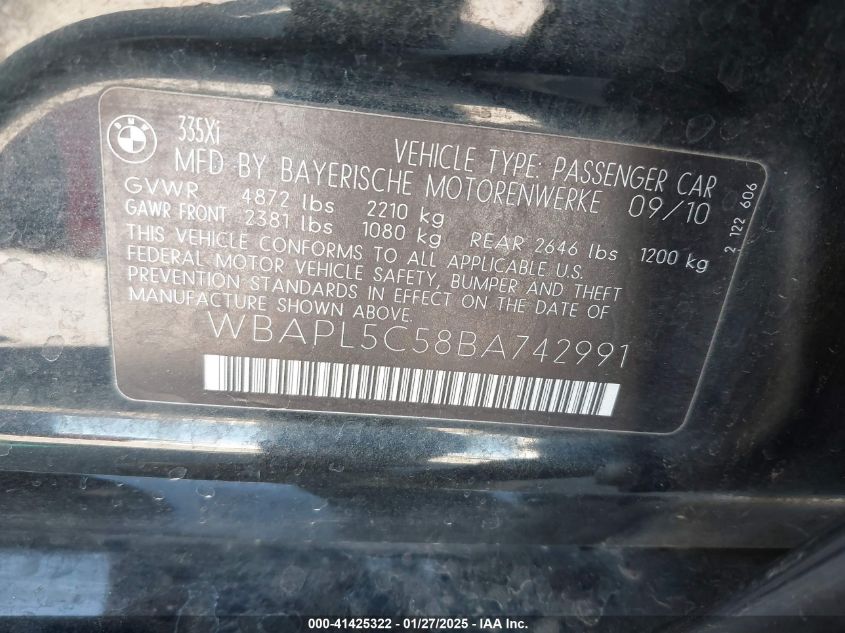 BMW
335Xi
VEHICLE TYPE: PASSENGER CAR
MFD BY BAYERISCHE MOTORENWERKE 09/10
GVWR 4872 lbs 2210 kg
GAWR FRONT 2381 lbs 1080 kg REAR 2646 lbs 1200 kg
THIS VEHICLE CONFORMS TO ALL APPLICABLE U.S.
FEDERAL MOTOR VEHICLE SAFETY, BUMPER AND THEFT
PREVENTION STANDARDS IN EFFECT ON THE DATE OF
MANUFACTURE SHOWN ABOVE.
WBAPL5C58BA742991
2 122 606
000-41425322 | 01/27/2025 | © IAA Inc.